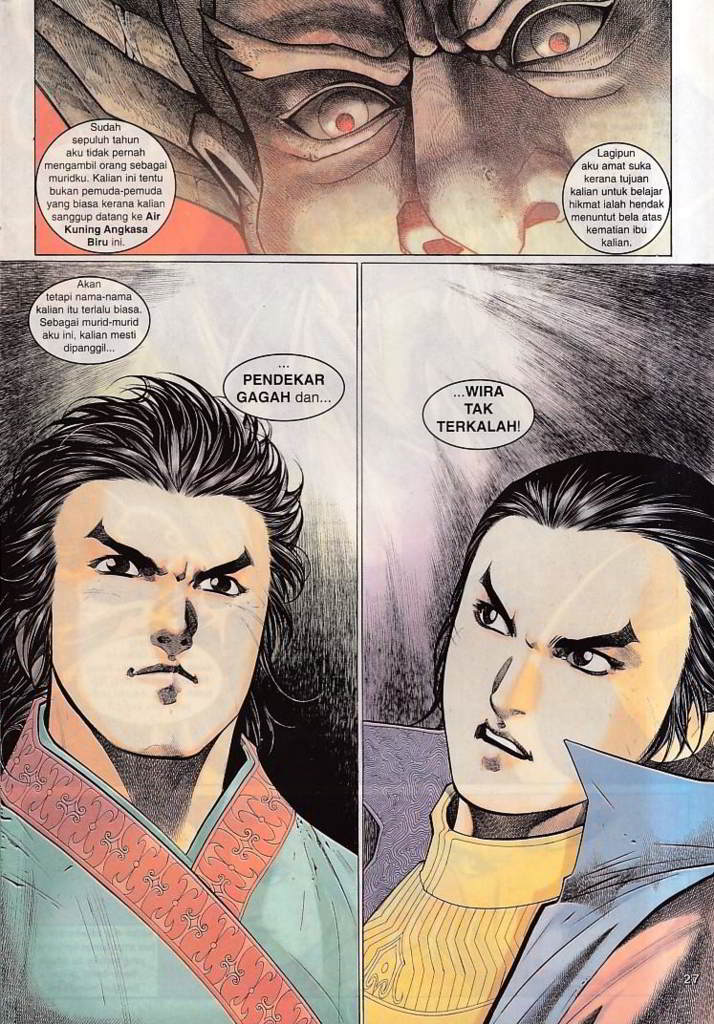 Sudah
sepuluh tahun
aku tidak pernah
mengambil orang sebagai
muridku. Kalian ini tentu
bukan pemuda-pemuda
yang biasa kerana kalian
sanggup datang ke Air
Kuning Angkasa
Biru ini.
Lagipun
aku amat suka
kerana tujuan
kalian untuk belajar
hikmat ialah hendak
menuntut bela atas
kematian ibu
kalian.
Akan
tetapi nama-nama
kalian itu terlalu biasa.
Sebagai murid-murid
aku ini, kalian mesti
dipanggil...
...
PENDEKAR
GAGAH dan...
...WIRA
TAK
TERKALAH!
27